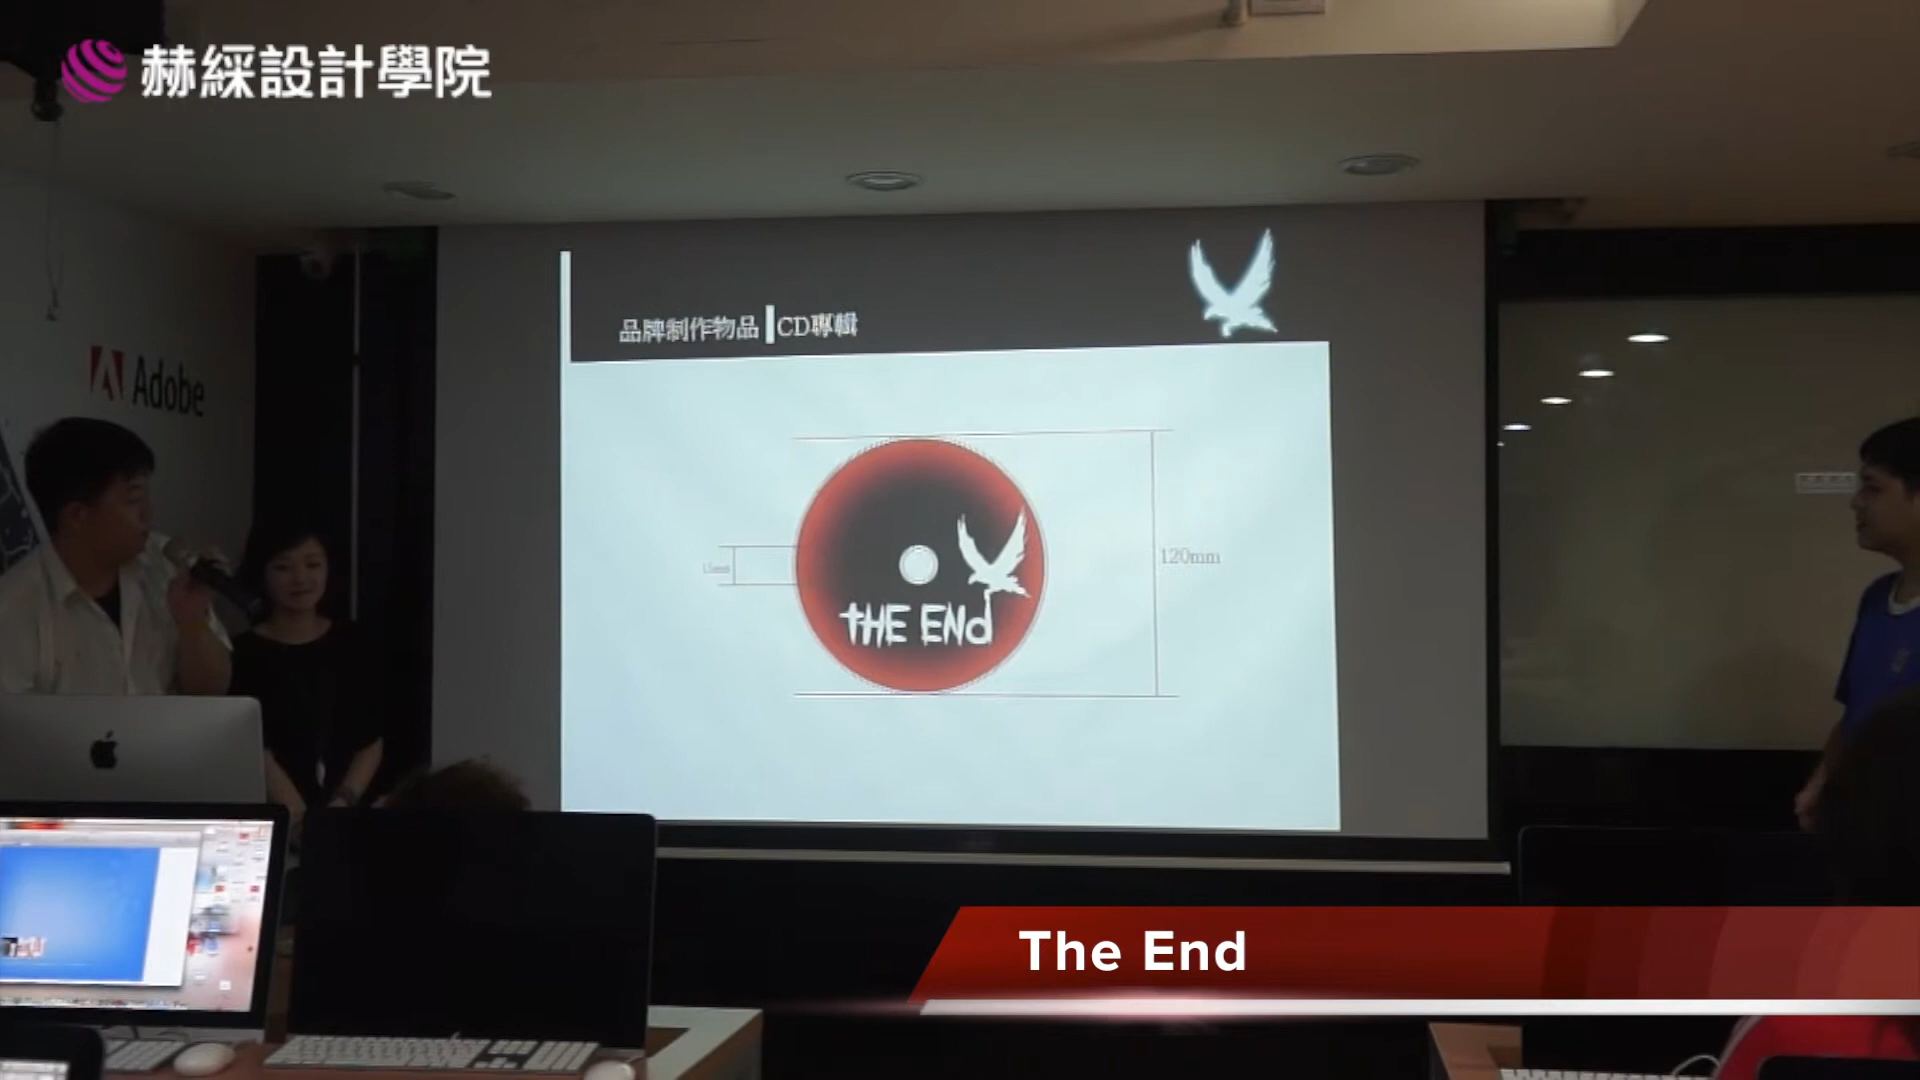 赫綵設計學院
品牌制作物品 CD專輯
Adobe
120mm
15mm
tHE ENd
The End